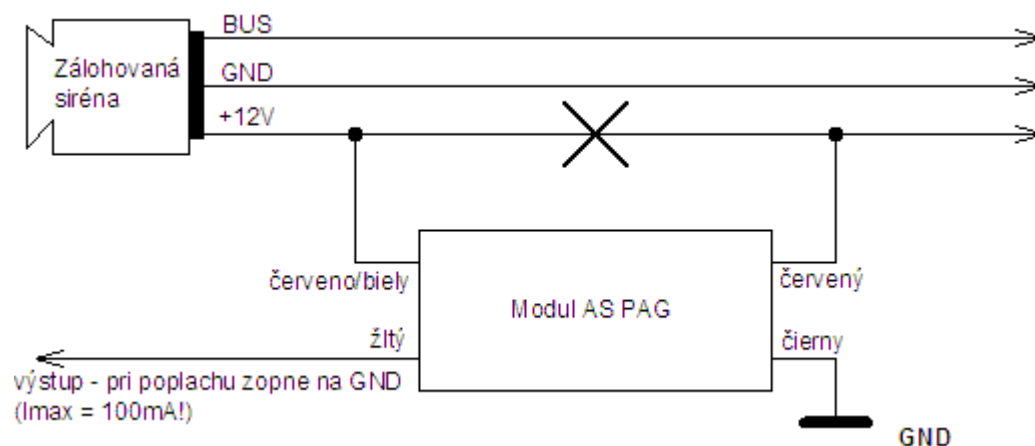 BUS
Zálohovaná
siréna
GND
+12V
červeno/biely
červený
Modul AS PAG
žltý
čierny
výstup - pri poplachu zopne na GND
(Imax = 100mA!)
GND